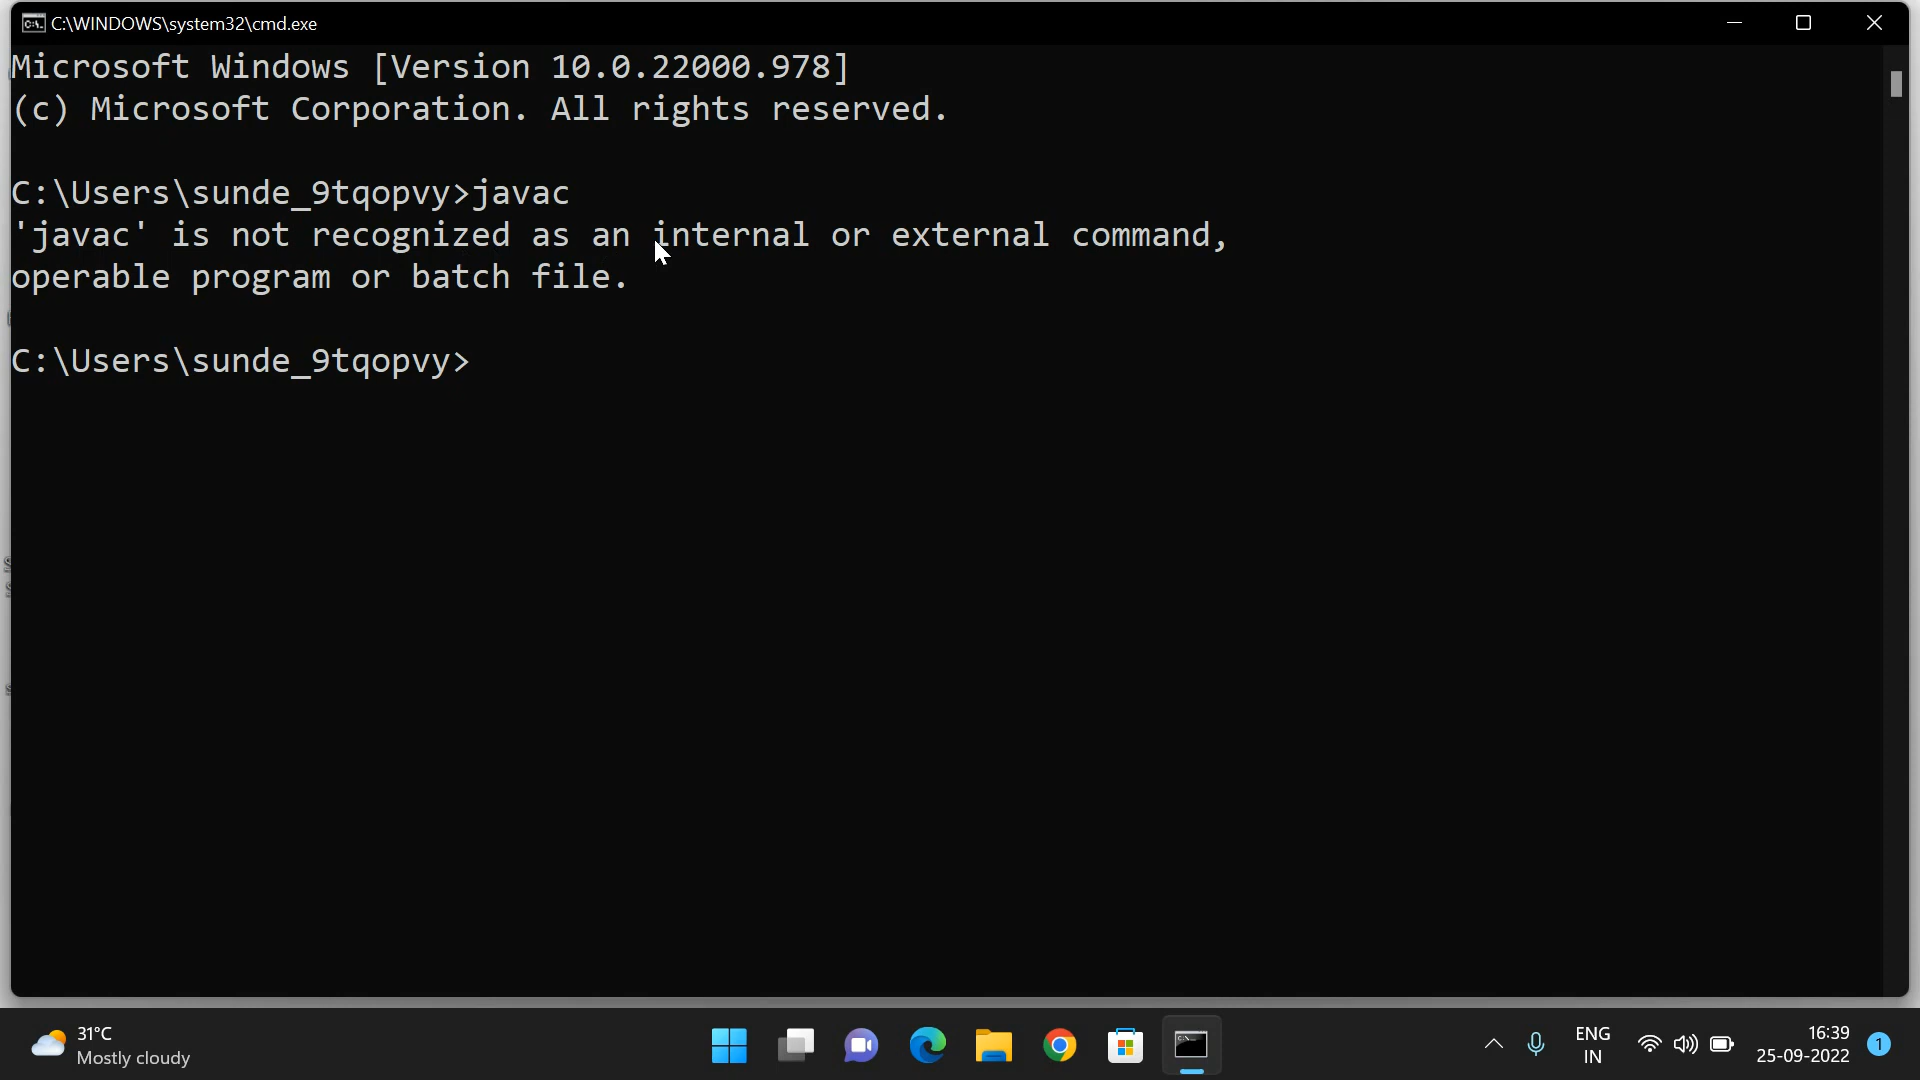 C:\WINDOWS\system32\cmd.exe
Microsoft Windows [Version 10.0.22000.978]
(c) Microsoft Corporation. All rights reserved.
C:\Users\sunde_9tqopvy>javac
'javac' is not recognized as an internal or external command,
operable program or batch file.
C:\Users\sunde_9tqopvy>
31°C
Mostly cloudy
ENG
IN
16:39
25-09-2022
1